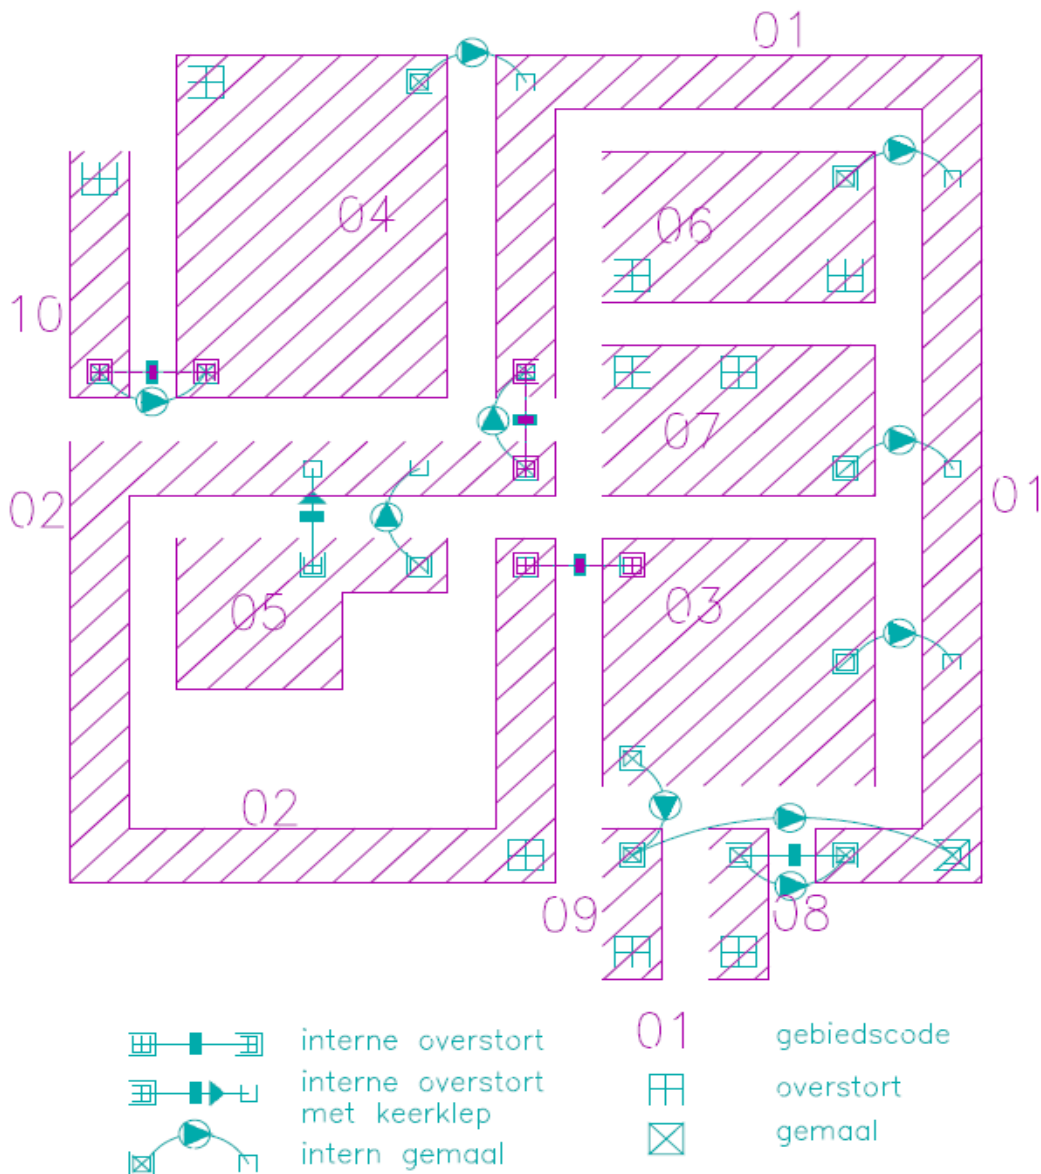 01
04
06
10
07
02
01
05
03
02
09
08
interne overstort
interne overstort
met keerklep
intern gemaal
01 gebiedscode
overstort
gemaal